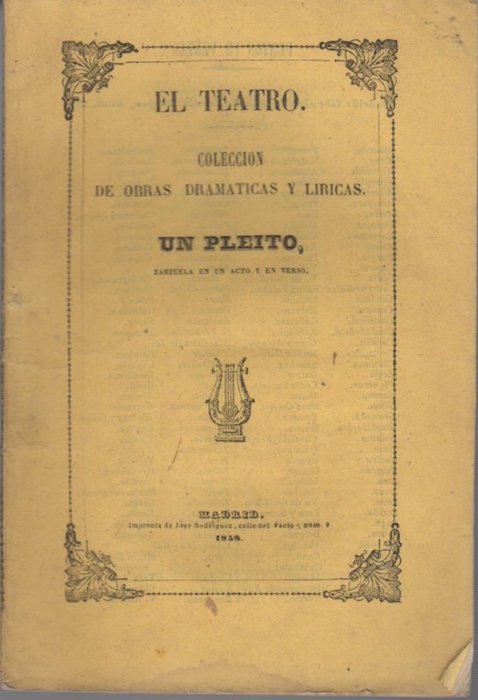 EL TEATRO.
COLECCION
DE OBRAS DRAMATICAS Y LIRICAS.
UN PLEITO,
ZARZUELA EN UN ACTO Y EN VERSO.
MADRID.
Imprenta de José Rodriguez, calle del Factor, num. 9
1858.